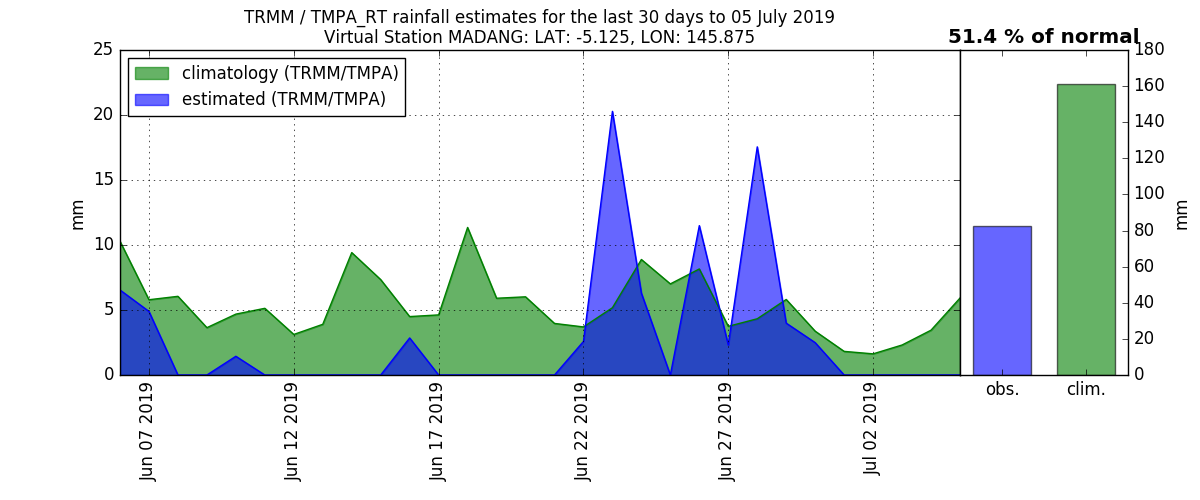 TRMM / TMPA_RT rainfall estimates for the last 30 days to 05 July 2019
Virtual Station MADANG: LAT: -5.125, LON: 145.875
51.4 % of normal
climatology (TRMM/TMPA)
estimated (TRMM/TMPA)
25
20
15
10
5
0
mm
Jun 07 2019
Jun 12 2019
Jun 17 2019
Jun 22 2019
Jun 27 2019
Jul 02 2019
180
160
140
120
100
80
60
40
20
0
mm
obs.
clim.